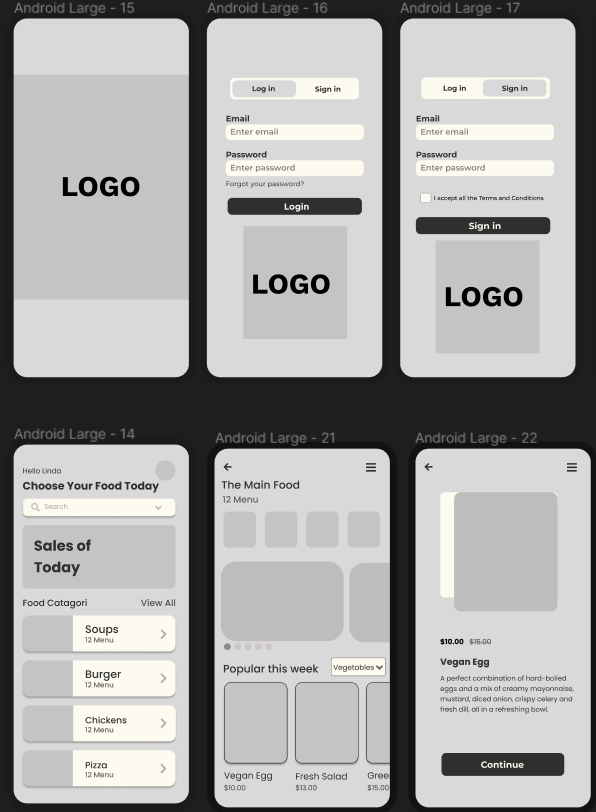 Android Large - 15
LOGO
Android Large - 16
Log in
Sign in
Email
Enter email
Password
Enter password
Forgot your password?
Login
LOGO
Android Large - 17
Log in
Sign in
Email
Enter email
Password
Enter password
I accept all the Terms and Conditions
Sign in
LOGO
Android Large - 14
Hello Linda
Choose Your Food Today
Search
Sales of
Today
Food Catagori
View All
Soups
12 Menu
Burger
12 Menu
Chickens
12 Menu
Pizza
12 Menu
Android Large - 21
The Main Food
12 Menu
Popular this week
Vegetables
Vegan Egg
$10.00
Fresh Salad
$13.00
Gree
$15.00
Android Large - 22
$10.00 $15.00
Vegan Egg
A perfect combination of hard-boiled
eggs and a mix of creamy mayonnaise,
mustard, diced onion, crispy celery and
fresh dill, all in a refreshing bowl.
Continue